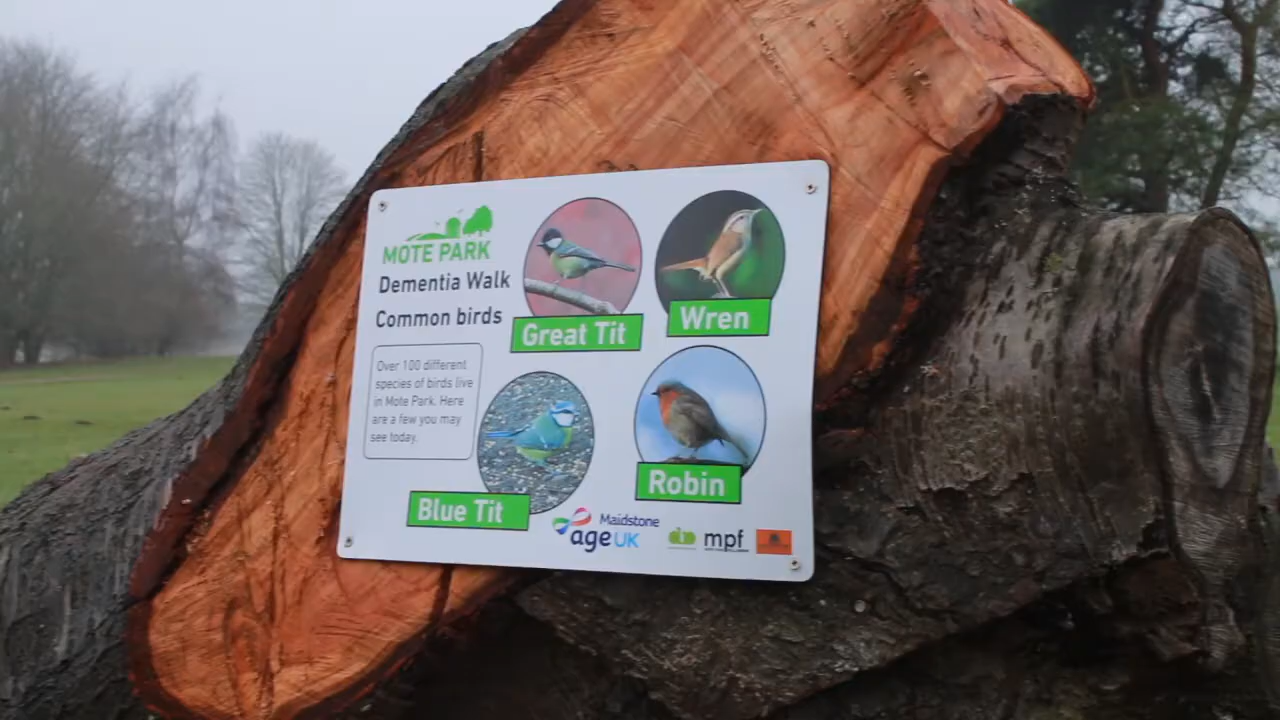 MOTE PARK
Dementia Walk
Common birds
Over 100 different
species of birds live
in Mote Park. Here
are a few you may
see today.
Great Tit
Wren
Blue Tit
Robin
Maidstone
age UK
mpf